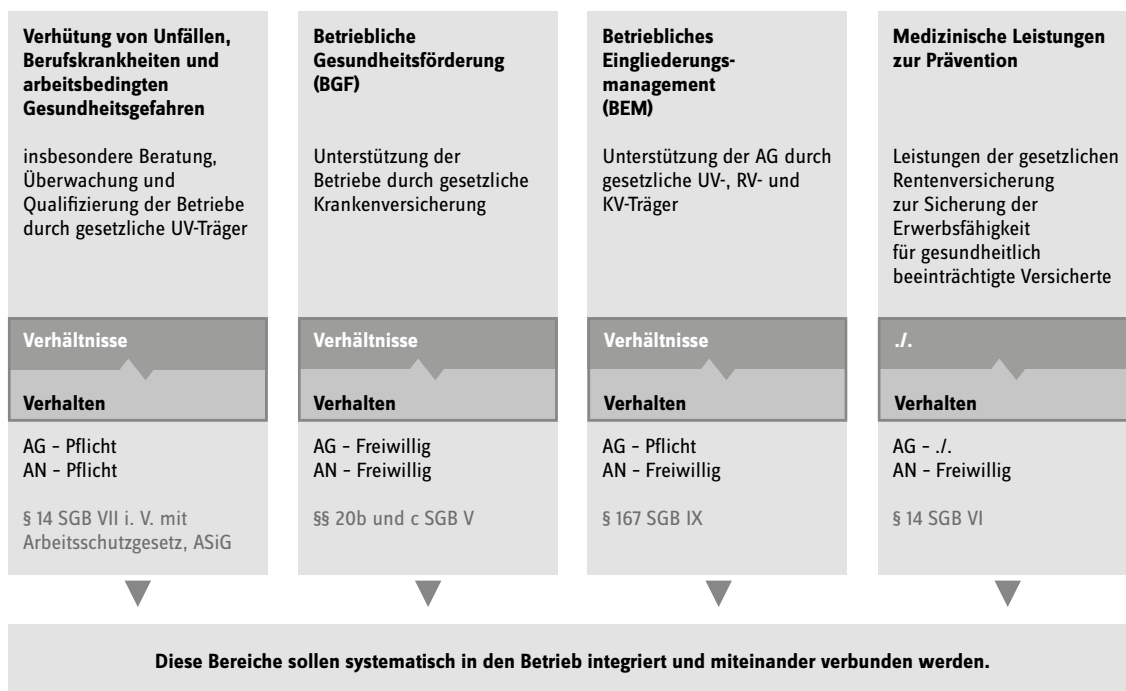 Verhütung von Unfällen,
Berufskrankheiten und
arbeitsbedingten
Gesundheitsgefahren
insbesondere Beratung,
Überwachung und
Qualifizierung der Betriebe
durch gesetzliche UV-Träger
Verhältnisse
Verhalten
AG – Pflicht
AN – Pflicht
§ 14 SGB VII i. V. mit
Arbeitsschutzgesetz, ASiG
Betriebliche
Gesundheitsförderung
(BGF)
Unterstützung der
Betriebe durch gesetzliche
Krankenversicherung
Verhältnisse
Verhalten
AG – Freiwillig
AN – Freiwillig
§§ 20b und c SGB V
Betriebliches
Eingliederungs-
management
(BEM)
Unterstützung der AG durch
gesetzliche UV-, RV- und
KV-Träger
Verhältnisse
Verhalten
AG – Pflicht
AN – Freiwillig
§ 167 SGB IX
Medizinische Leistungen
zur Prävention
Leistungen der gesetzlichen
Rentenversicherung
zur Sicherung der
Erwerbsfähigkeit
für gesundheitlich
beeinträchtigte Versicherte
./.
Verhalten
AG – ./.
AN – Freiwillig
§ 14 SGB VI
Diese Bereiche sollen systematisch in den Betrieb integriert und miteinander verbunden werden.